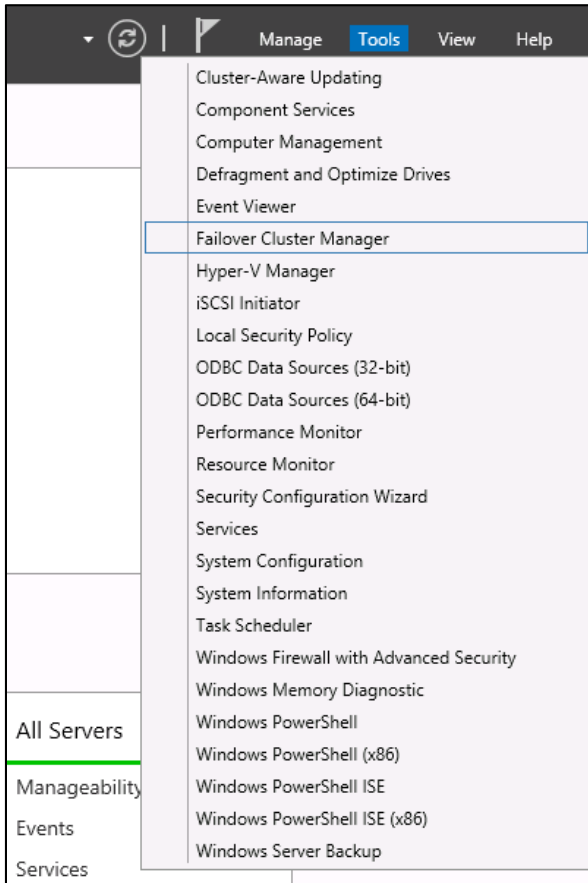 Manage Tools View Help
Cluster-Aware Updating
Component Services
Computer Management
Defragment and Optimize Drives
Event Viewer
Failover Cluster Manager
Hyper-V Manager
iSCSI Initiator
Local Security Policy
ODBC Data Sources (32-bit)
ODBC Data Sources (64-bit)
Performance Monitor
Resource Monitor
Security Configuration Wizard
Services
System Configuration
System Information
Task Scheduler
Windows Firewall with Advanced Security
Windows Memory Diagnostic
Windows PowerShell
Windows PowerShell (x86)
Windows PowerShell ISE
Windows PowerShell ISE (x86)
Windows Server Backup
All Servers
Manageability
Events
Services